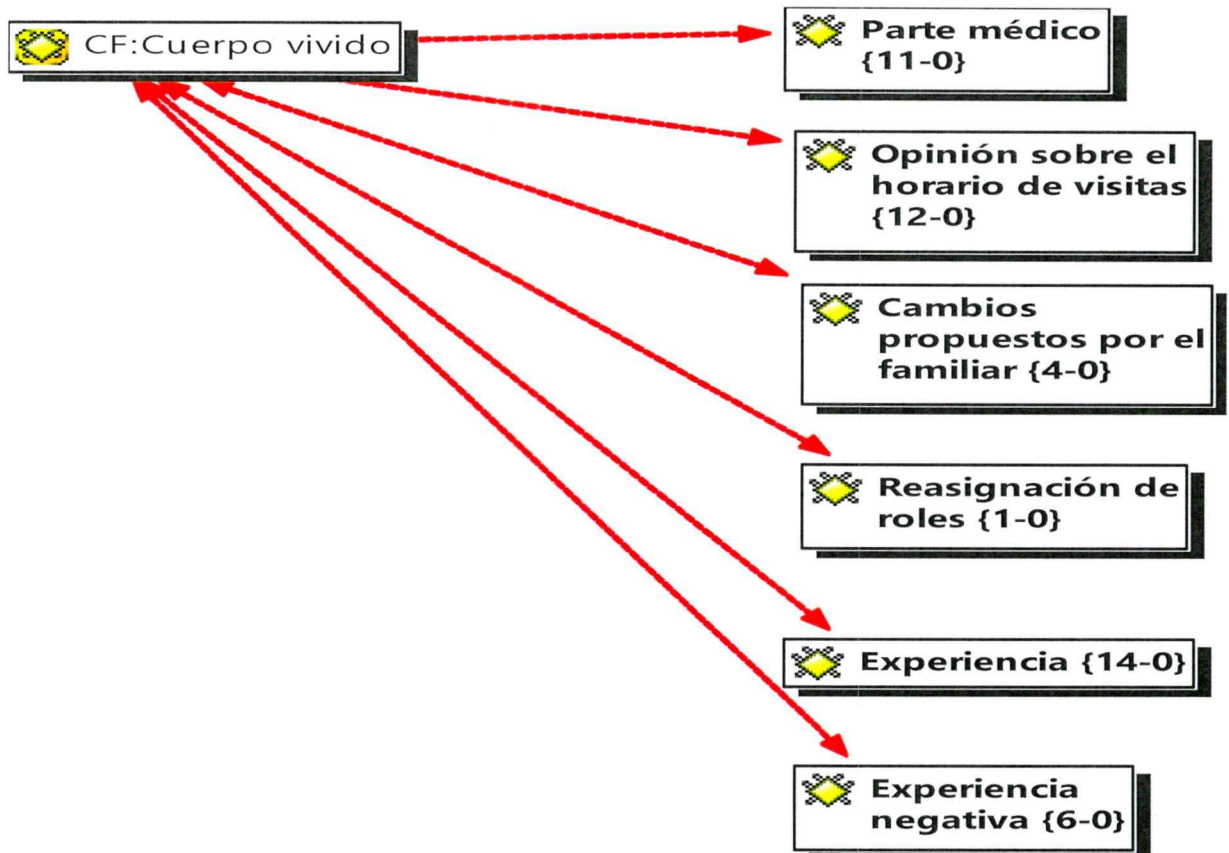 CF:Cuerpo vivido
Parte médico
{11-0}
Opinión sobre el
horario de visitas
{12-0}
Cambios
propuestos por el
familiar {4-0}
Reasignación de
roles {1-0}
Experiencia {14-0}
Experiencia
negativa {6-0}